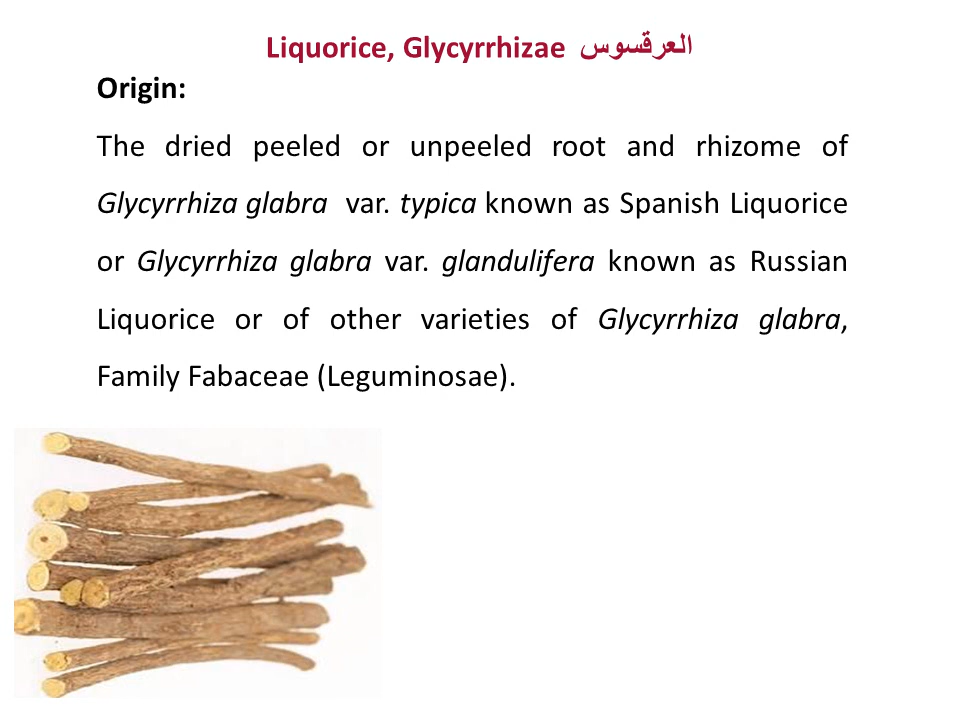 Liquorice, Glycyrrhizae العرقسوس
Origin:
The dried peeled or unpeeled root and rhizome of
Glycyrrhiza glabra var. typica known as Spanish Liquorice
or Glycyrrhiza glabra var. glandulifera known as Russian
Liquorice or of other varieties of Glycyrrhiza glabra,
Family Fabaceae (Leguminosae).